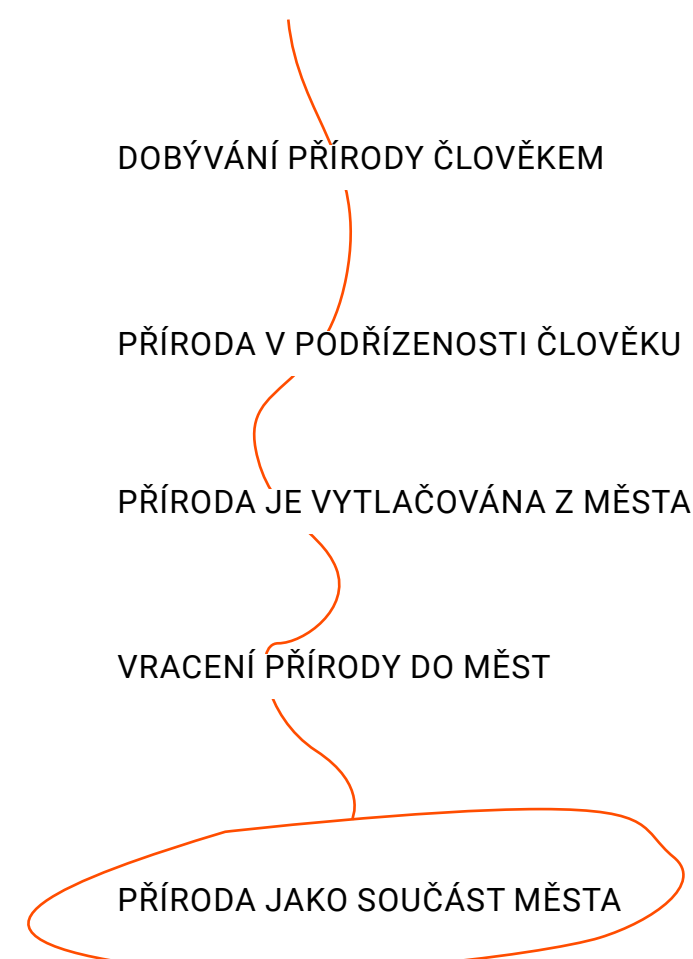 DOBÝVÁNÍ PŘÍRODY ČLOVĚKEM
PŘÍRODA V PODŘÍZENOSTI ČLOVĚKU
PŘÍRODA JE VYTLAČOVÁNA Z MĚSTA
VRACENÍ PŘÍRODY DO MĚST
PŘÍRODA JAKO SOUČÁST MĚSTA